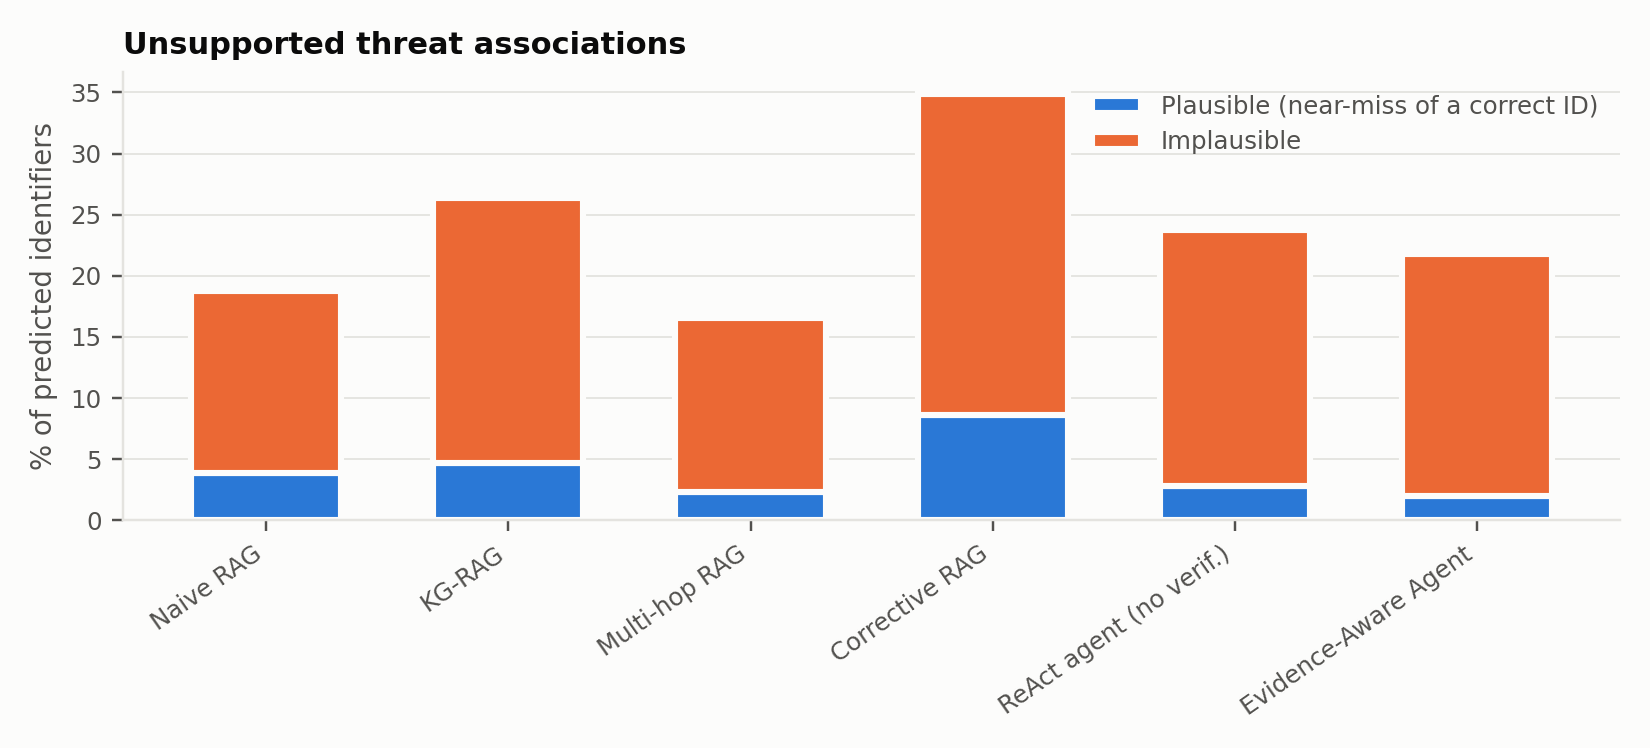 Unsupported threat associations
% of predicted identifiers
35
30
25
20
15
10
5
0
Plausible (near-miss of a correct ID)
Implausible
Naive RAG
KG-RAG
Multi-hop RAG
Corrective RAG
ReAct agent (no verif.)
Evidence-Aware Agent